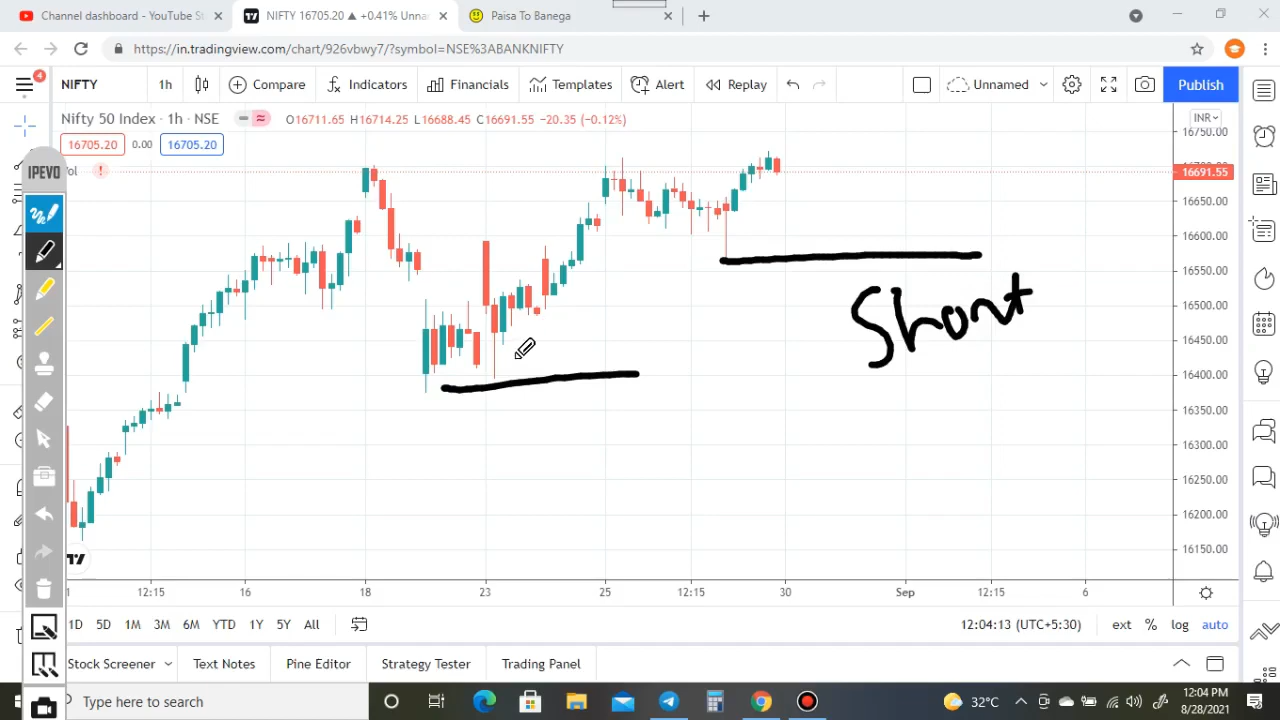 Channel dashboard - YouTube St
NIFTY 16705.20 ▲ +0.41% Unna
Paisa To Banega
https://in.tradingview.com/chart/926vbwy7/?symbol=NSE%3ABANKNIFTY
4
NIFTY
1h
Compare
Indicators
Financials
Templates
Alert
Replay
Unnamed
Publish
Nifty 50 Index · 1h · NSE
O16711.65 H16714.25 L16688.45 C16691.55 −20.35 (−0.12%)
INR
16705.20 0.00 16705.20
IPEVO
ol
16750.00
16691.55
16650.00
16600.00
16550.00
16500.00
16450.00
16400.00
16350.00
16300.00
16250.00
16200.00
16150.00
Short
12:15 16 18 23 25 12:15 30 Sep 12:15 6
1D 5D 1M 3M 6M YTD 1Y 5Y All
12:04:13 (UTC+5:30) ext % log auto
Stock Screener Text Notes Pine Editor Strategy Tester Trading Panel
Type here to search
32°C
12:04 PM
8/28/2021